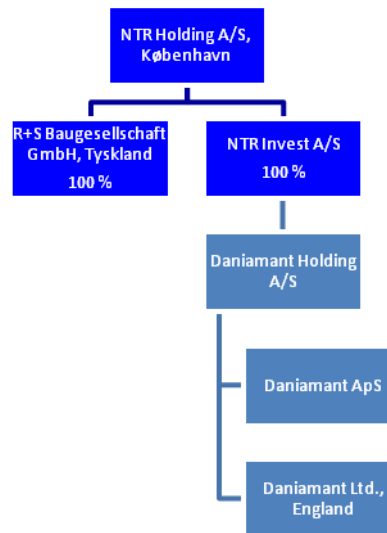 NTR Holding A/S,
København
R+S Baugesellschaft
GmbH, Tyskland
100 %
NTR Invest A/S
100 %
Daniamant Holding
A/S
Daniamant ApS
Daniamant Ltd.,
England